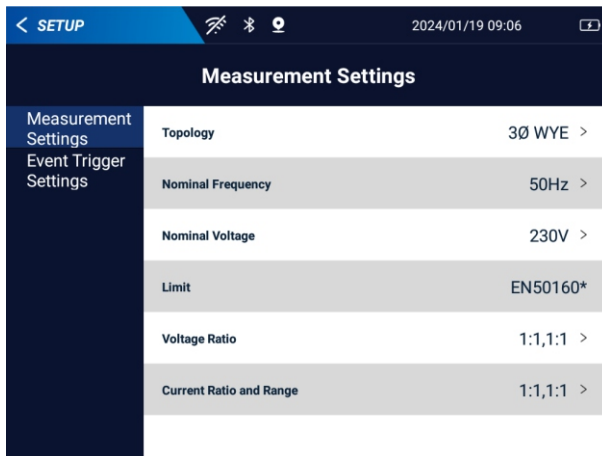 < SETUP
2024/01/19 09:06
Measurement Settings
Measurement
Settings
Event Trigger
Settings
Topology 3Ø WYE >
Nominal Frequency 50Hz >
Nominal Voltage 230V >
Limit EN50160*
Voltage Ratio 1:1,1:1 >
Current Ratio and Range 1:1,1:1 >